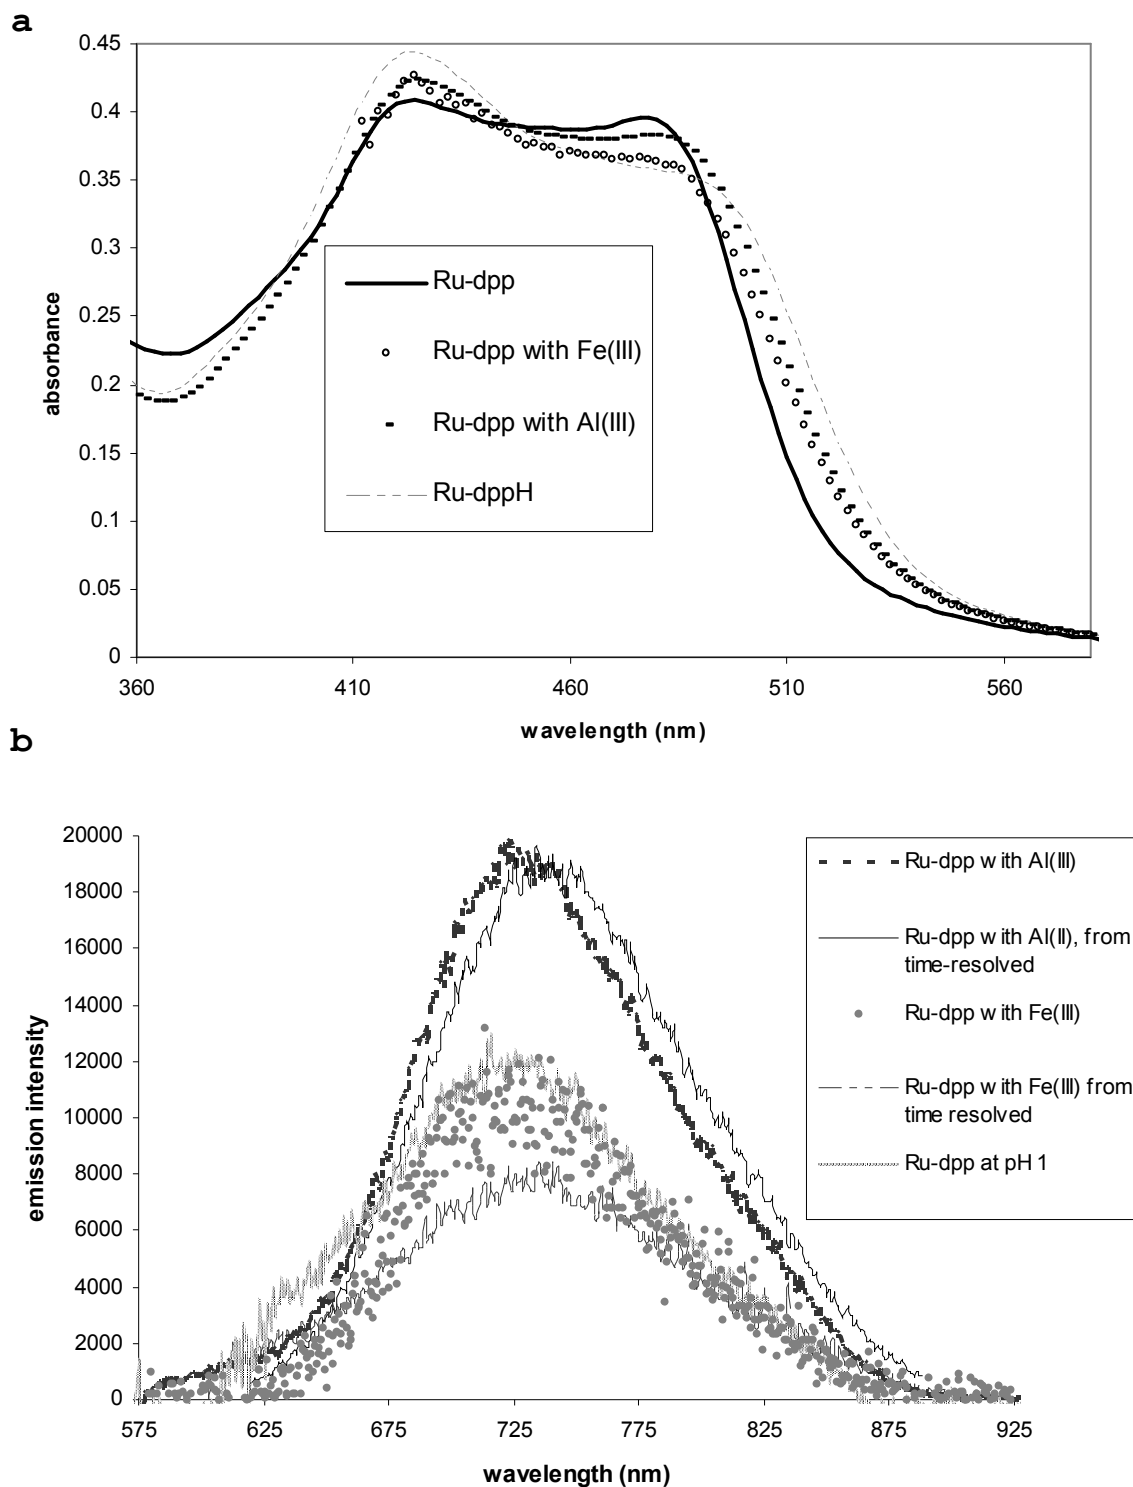 a
0.45
0.4
0.35
0.3
0.25
0.2
0.15
0.1
0.05
0
absorbance
Ru-dpp
Ru-dpp with Fe(III)
Ru-dpp with Al(III)
Ru-dppH
360
410
460
510
560
wavelength (nm)
b
20000
18000
16000
14000
12000
10000
8000
6000
4000
2000
0
emission intensity
Ru-dpp with Al(III)
Ru-dpp with Al(II), from
time-resolved
Ru-dpp with Fe(III)
Ru-dpp with Fe(III) from
time resolved
Ru-dpp at pH 1
575
625
675
725
775
825
875
925
wavelength (nm)